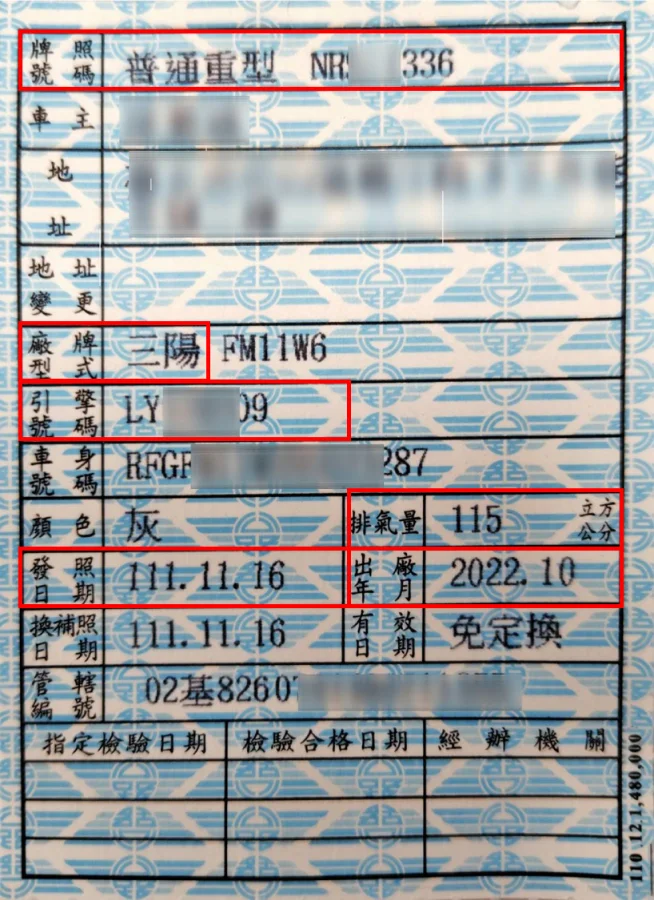 牌照號碼 普通重型 NR 336
車主
地址
地址變更
廠牌型式 三陽 FM11W6
引擎號碼 LY 09
車身號碼 RFGF 287
顏色 灰 排氣量 115 立方公分
發照日期 111.11.16 出廠年月 2022.10
換補照日期 111.11.16 有效日期 免定換
管轄編號 02基8260
指定檢驗日期 檢驗合格日期 經辦機關
110 12.1,480,000